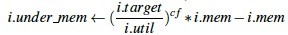 i.under_mem ← (i.target / i.util)^cf * i.mem − i.mem